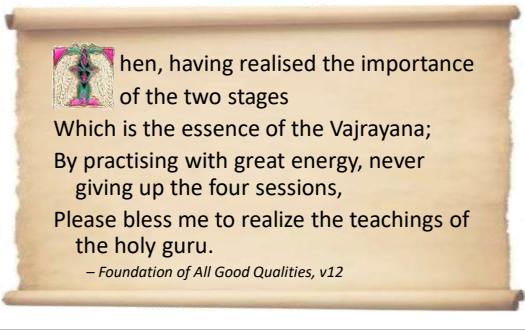 Then, having realised the importance
of the two stages
Which is the essence of the Vajrayana;
By practising with great energy, never
giving up the four sessions,
Please bless me to realize the teachings of
the holy guru.
– Foundation of All Good Qualities, v12